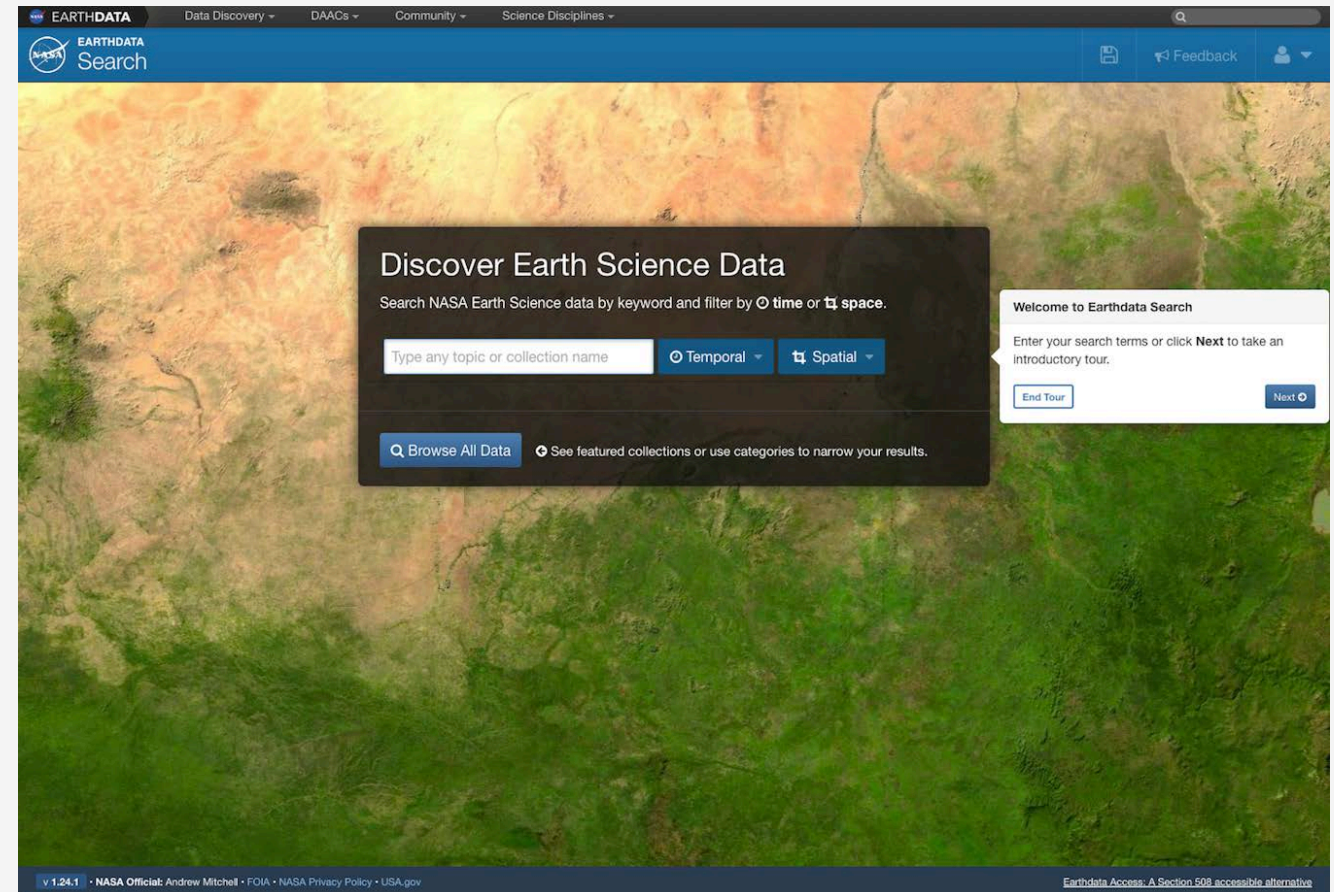 EARTHDATA Data Discovery DAACs Community Science Disciplines
NASA EARTHDATA
Search
Feedback
Discover Earth Science Data
Search NASA Earth Science data by keyword and filter by time or space.
Type any topic or collection name Temporal Spatial
Browse All Data See featured collections or use categories to narrow your results.
Welcome to Earthdata Search
Enter your search terms or click Next to take an
introductory tour.
End Tour Next
v 1.24.1 • NASA Official: Andrew Mitchell • FOIA • NASA Privacy Policy • USA.gov
Earthdata Access: A Section 508 accessible alternative